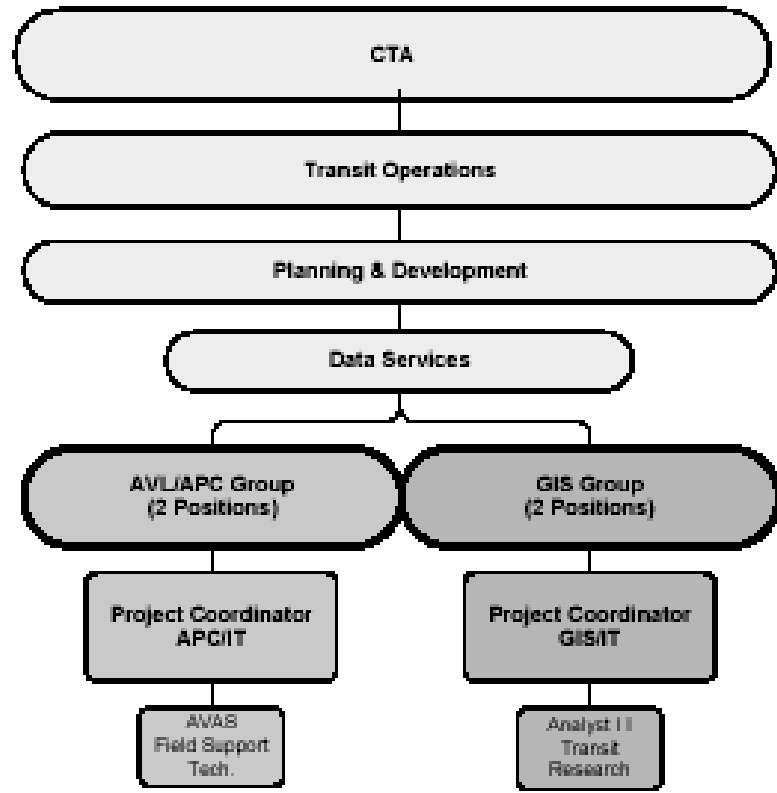 CTA
Transit Operations
Planning & Development
Data Services
AVL/APC Group
(2 Positions)
GIS Group
(2 Positions)
Project Coordinator
APC/IT
Project Coordinator
GIS/IT
AVAS
Field Support
Tech.
Analyst I I
Transit
Research